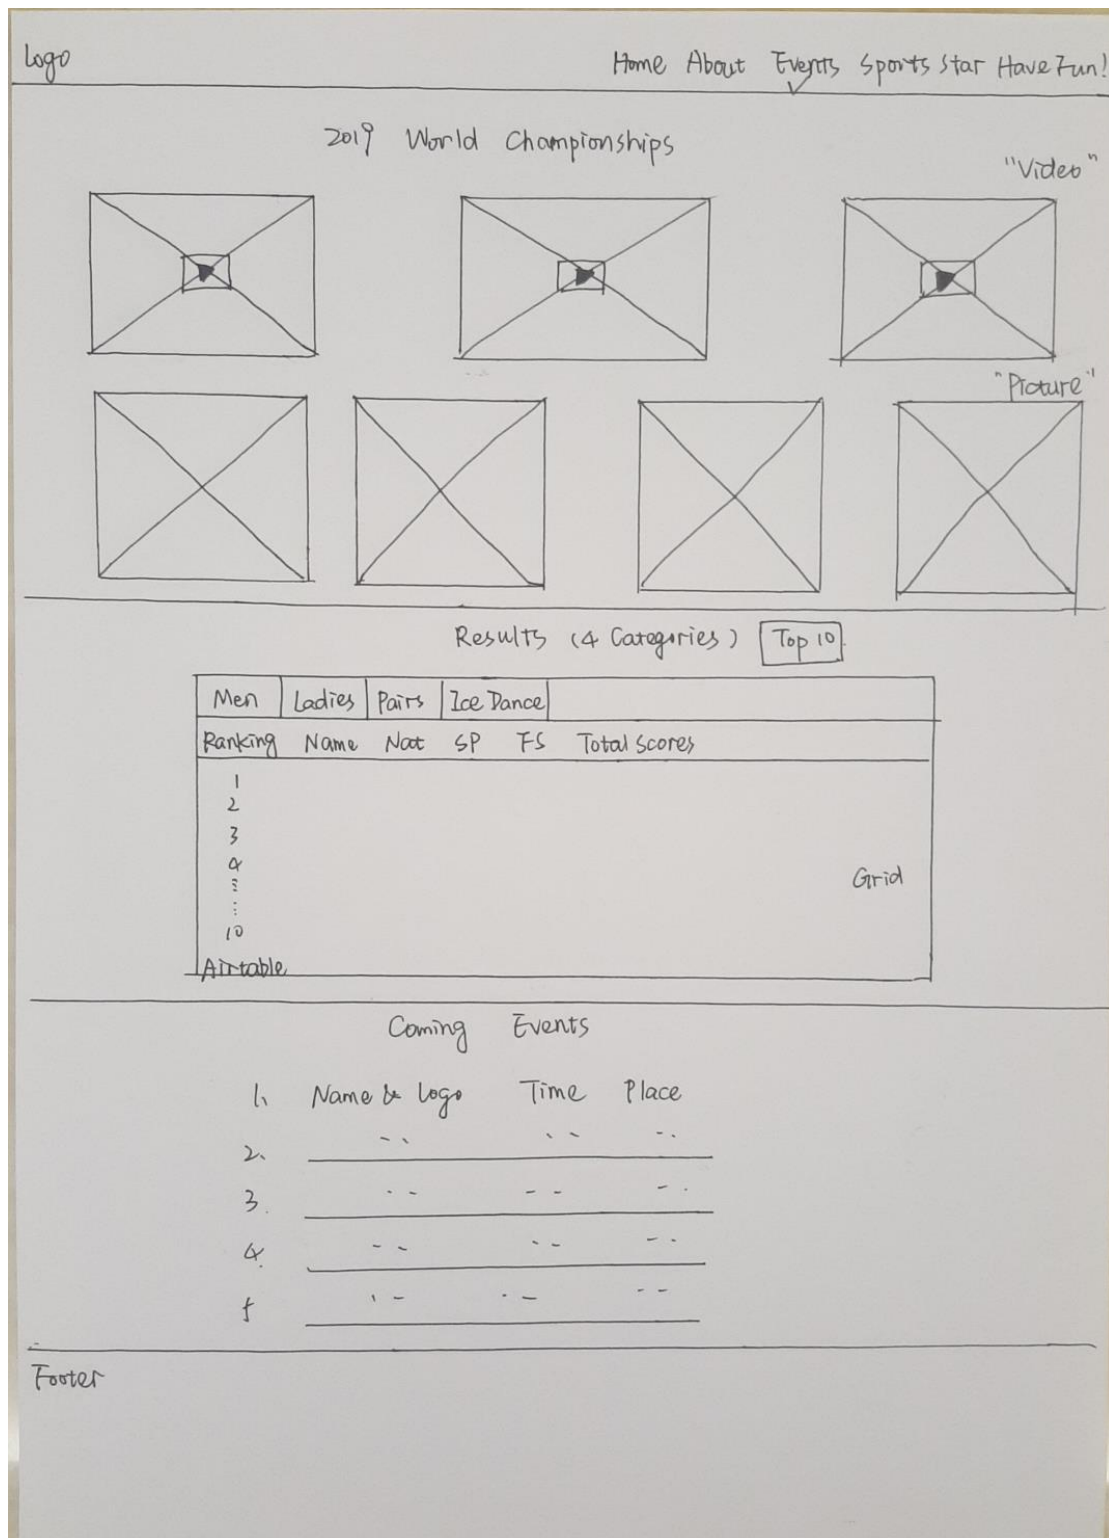 Logo Home About Events Sports Star Have Fun!
2019 World Championships
"Video"
"Picture"
Results (4 Categories) Top 10
Men Ladies Pairs Ice Dance
Ranking Name Nat SP FS Total Scores
1
2
3
4
10
Grid
Airtable
Coming Events
1. Name & Logo Time Place
2.
3.
4.
5
Footer